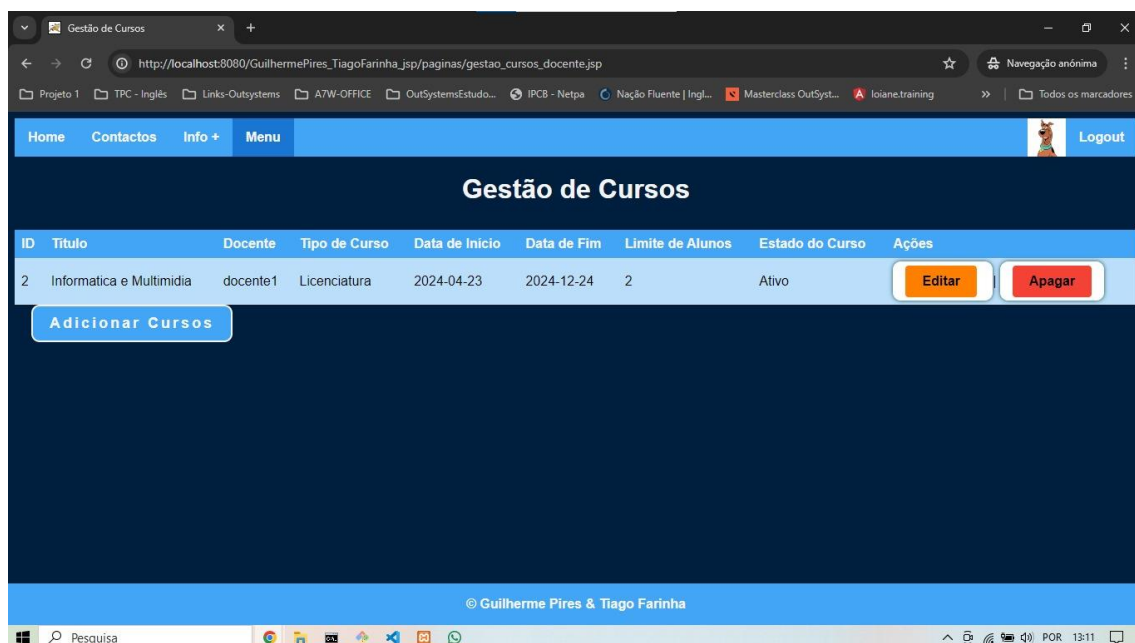 Gestão de Cursos
http://localhost:8080/GuilhermePires_TiagoFarinha_jsp/paginas/gestao_cursos_docente.jsp Navegação anónima
Projeto 1 TPC - Inglês Links-Outsystems A7W-OFFICE OutSystemsEstudo... IPCB - Netpa Nação Fluente | Ingl... Masterclass OutSyst... loiane.training » Todos os marcadores
Home Contactos Info + Menu Logout
Gestão de Cursos
ID Titulo Docente Tipo de Curso Data de Inicio Data de Fim Limite de Alunos Estado do Curso Ações
2 Informatica e Multimidia docente1 Licenciatura 2024-04-23 2024-12-24 2 Ativo Editar | Apagar
Adicionar Cursos
© Guilherme Pires & Tiago Farinha
Pesquisa POR 13:11